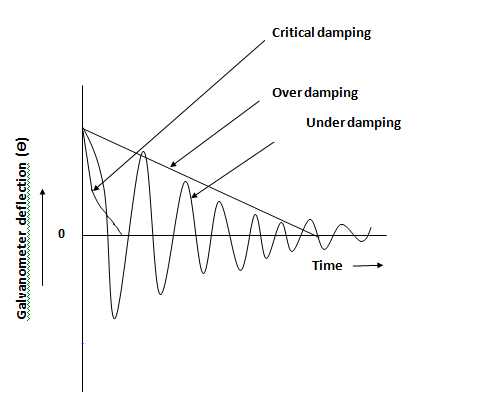 Critical damping
Over damping
Under damping
Galvanometer deflection (Ɵ)
0
Time